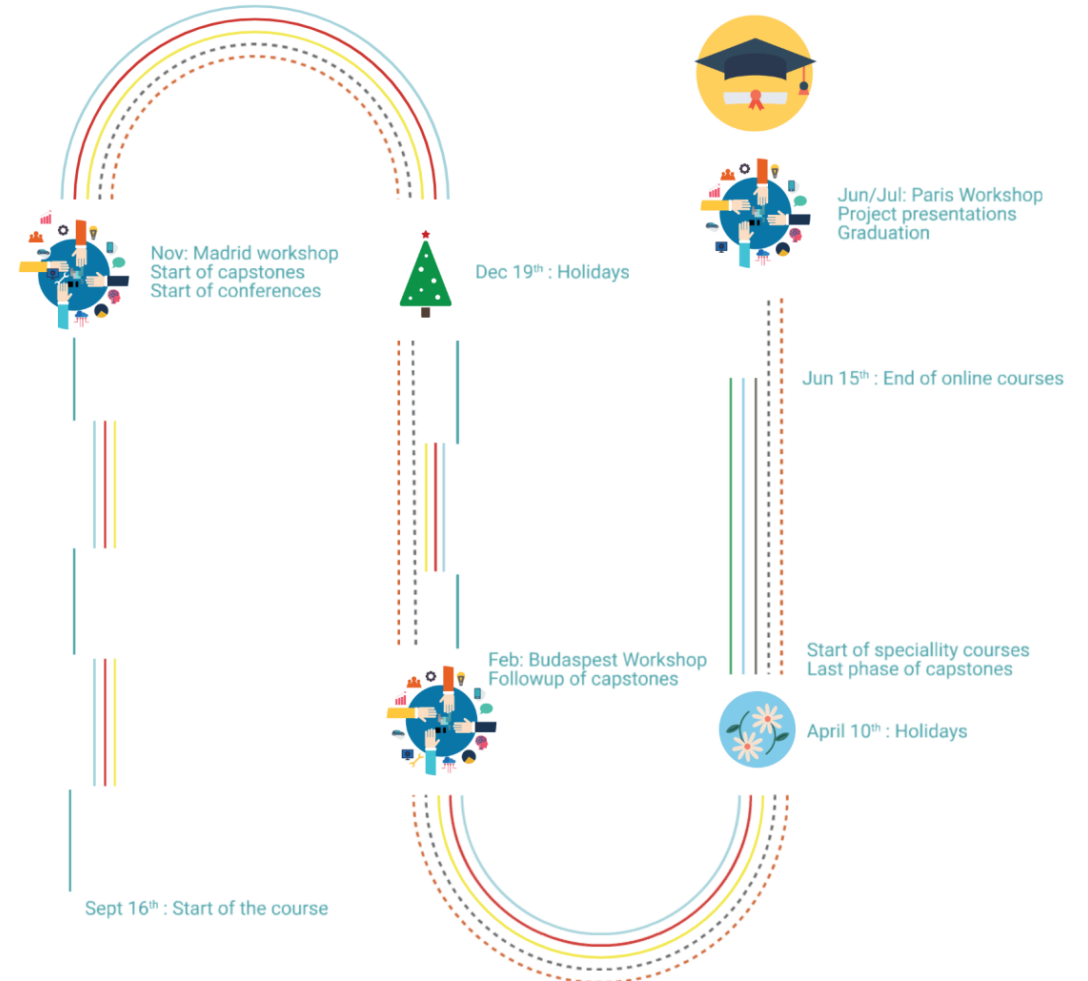 Sept 16th : Start of the course
Nov: Madrid workshop
Start of capstones
Start of conferences
Dec 19th : Holidays
Feb: Budaspest Workshop
Followup of capstones
April 10th : Holidays
Start of speciallity courses
Last phase of capstones
Jun 15th : End of online courses
Jun/Jul: Paris Workshop
Project presentations
Graduation